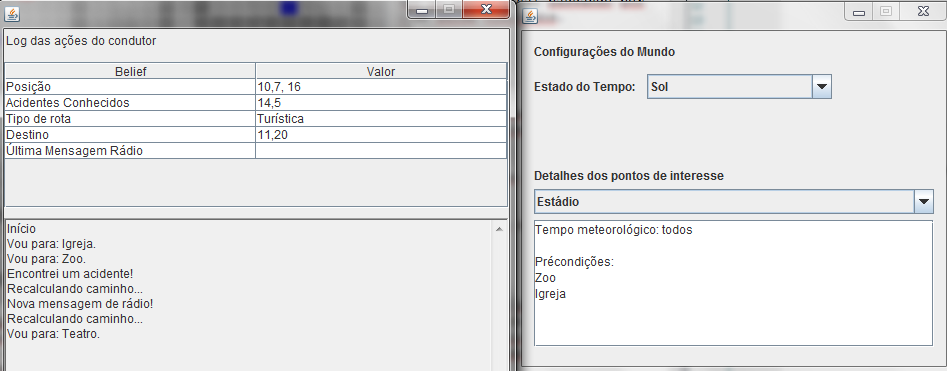 Log das ações do condutor
Belief Valor
Posição 10,7, 16
Acidentes Conhecidos 14,5
Tipo de rota Turística
Destino 11,20
Última Mensagem Rádio
Início
Vou para: Igreja.
Vou para: Zoo.
Encontrei um acidente!
Recalculando caminho...
Nova mensagem de rádio!
Recalculando caminho...
Vou para: Teatro.
Configurações do Mundo
Estado do Tempo: Sol
Detalhes dos pontos de interesse
Estádio
Tempo meteorológico: todos
Précondições:
Zoo
Igreja